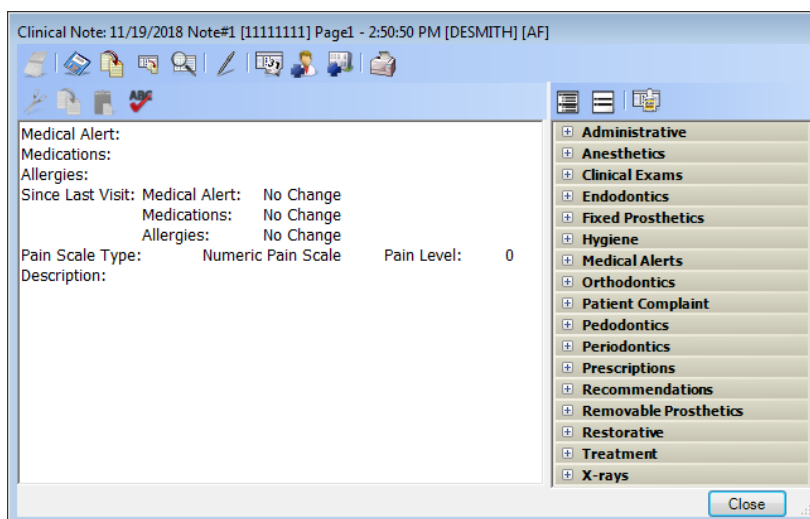 Clinical Note: 11/19/2018 Note#1 [11111111] Page1 - 2:50:50 PM [DESMITH] [AF]
ABC
Medical Alert:
Medications:
Allergies:
Since Last Visit: Medical Alert: No Change
Medications: No Change
Allergies: No Change
Pain Scale Type: Numeric Pain Scale Pain Level: 0
Description:
Administrative
Anesthetics
Clinical Exams
Endodontics
Fixed Prosthetics
Hygiene
Medical Alerts
Orthodontics
Patient Complaint
Pedodontics
Periodontics
Prescriptions
Recommendations
Removable Prosthetics
Restorative
Treatment
X-rays
Close